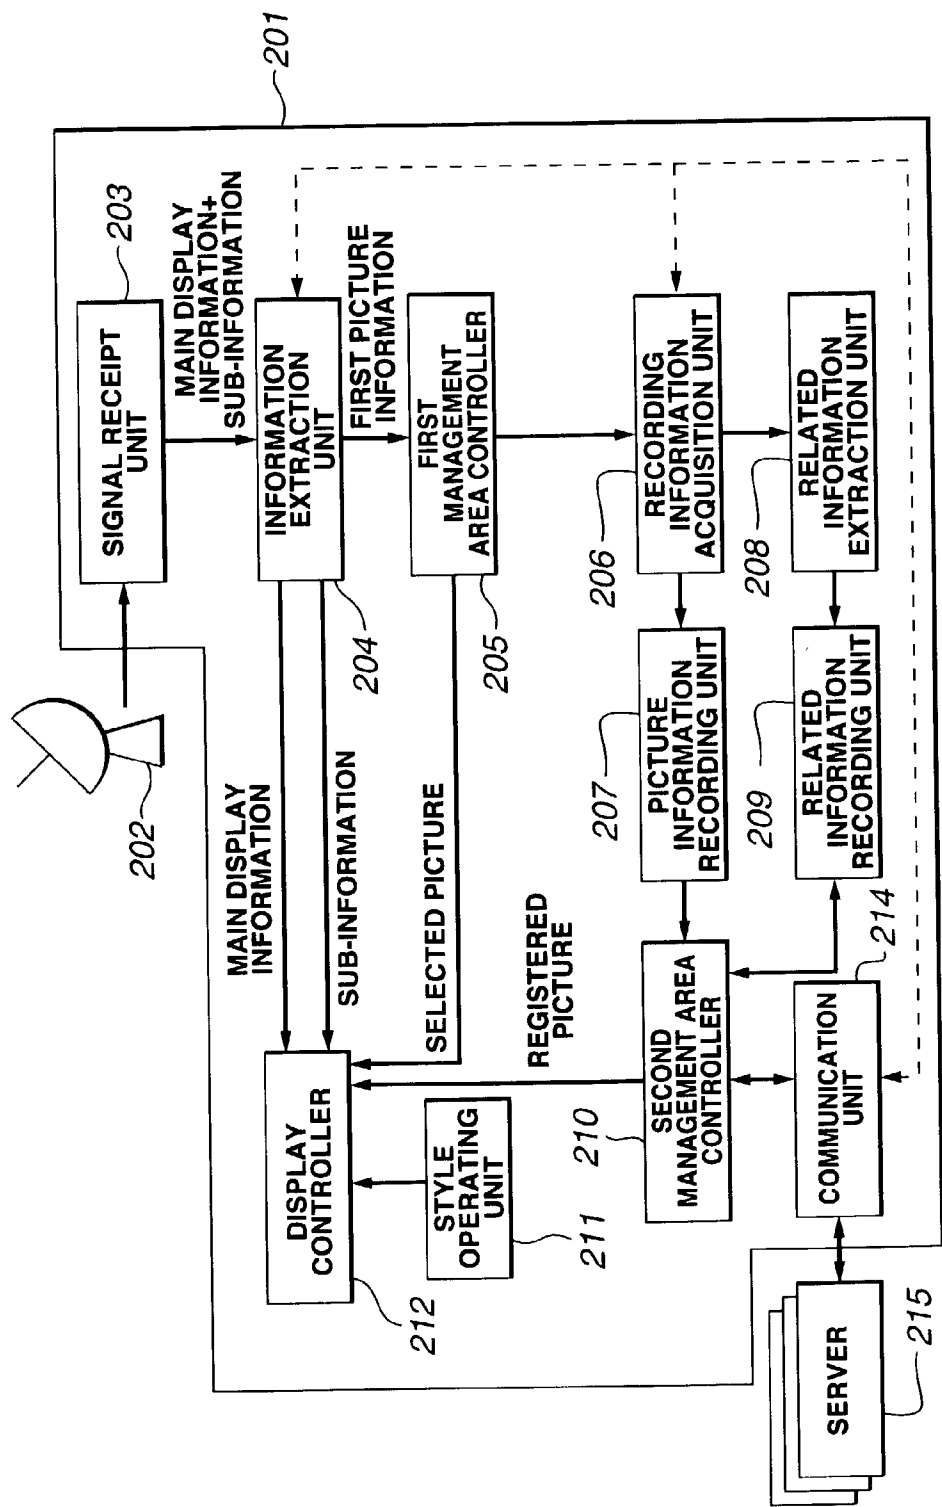 201
203
SIGNAL RECEIPT
UNIT
MAIN DISPLAY
INFORMATION+
SUB-INFORMATION
INFORMATION
EXTRACTION
UNIT
204
FIRST PICTURE
INFORMATION
FIRST
MANAGEMENT
AREA CONTROLLER
205
RECORDING
INFORMATION
ACQUISITION UNIT
206
RELATED
INFORMATION
EXTRACTION UNIT
208
202
MAIN DISPLAY
INFORMATION
SUB-INFORMATION
SELECTED PICTURE
REGISTERED
PICTURE
PICTURE
INFORMATION
RECORDING UNIT
207
RELATED
INFORMATION
RECORDING UNIT
209
DISPLAY
CONTROLLER
212
STYLE
OPERATING
UNIT
211
SECOND
MANAGEMENT AREA
CONTROLLER
210
COMMUNICATION
UNIT
214
SERVER
215